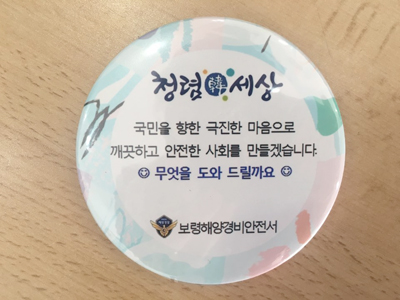 청렴韓세상
국민을 향한 극진한 마음으로
깨끗하고 안전한 사회를 만들겠습니다.
무엇을 도와 드릴까요
보령해양경비안전서